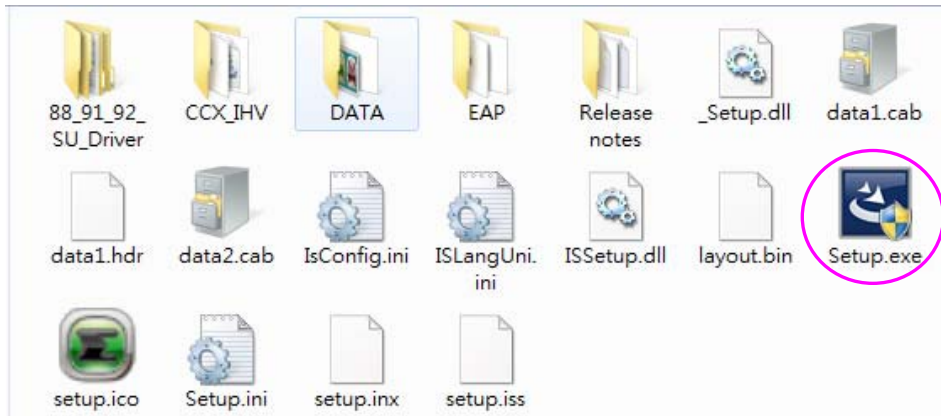 88_91_92_
SU_Driver
CCX_IHV
DATA
EAP
Release
notes
_Setup.dll
data1.cab
data1.hdr
data2.cab
IsConfig.ini
ISLangUni.
ini
ISSetup.dll
layout.bin
Setup.exe
setup.ico
Setup.ini
setup.inx
setup.iss